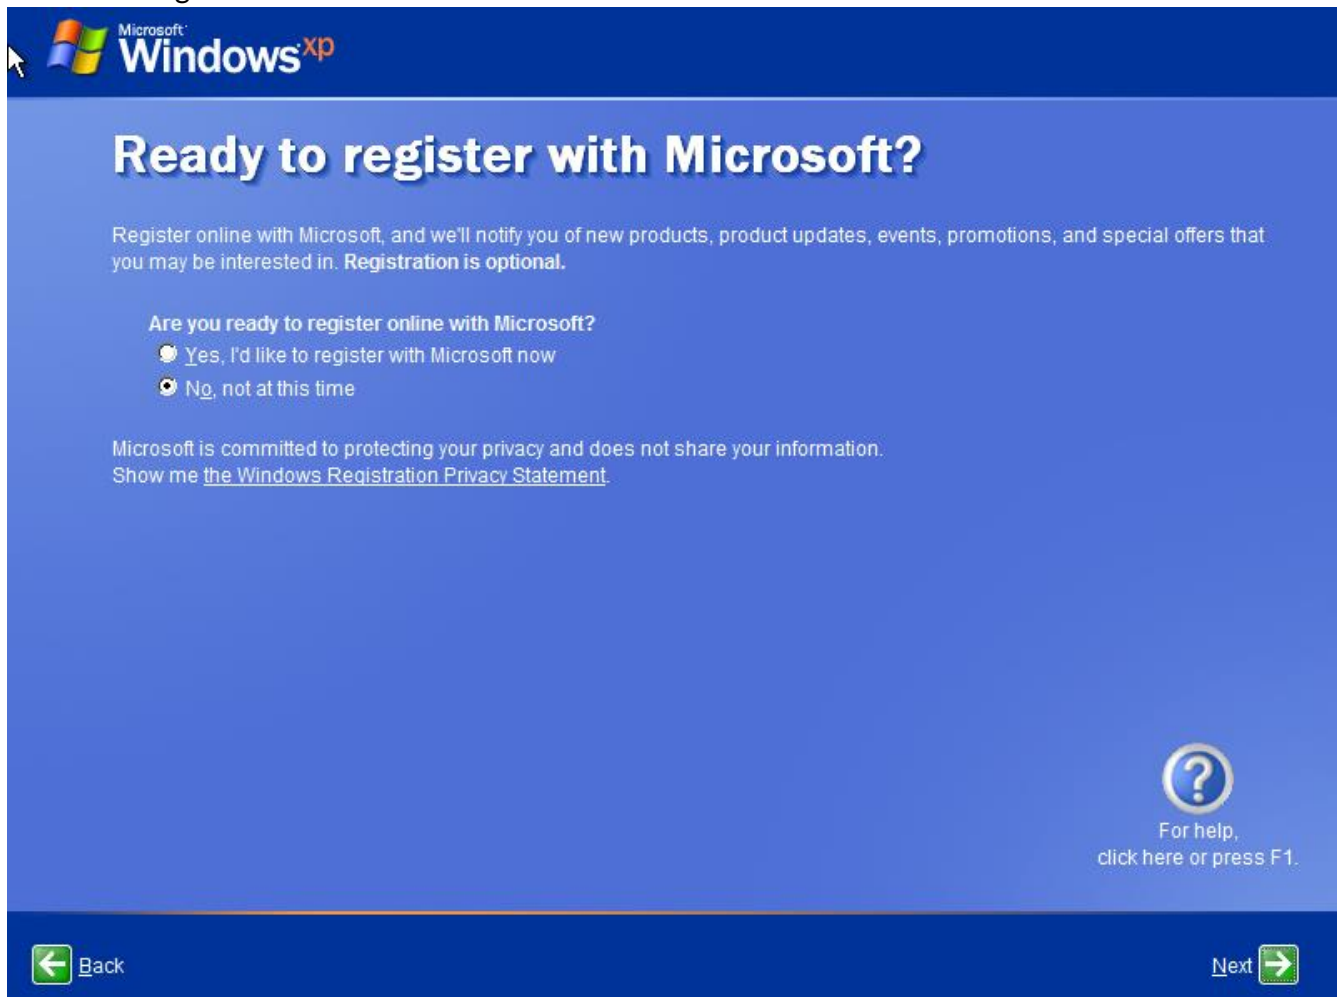 Microsoft
Windows xp
Ready to register with Microsoft?
Register online with Microsoft, and we'll notify you of new products, product updates, events, promotions, and special offers that
you may be interested in. Registration is optional.
Are you ready to register online with Microsoft?
Yes, I'd like to register with Microsoft now
No, not at this time
Microsoft is committed to protecting your privacy and does not share your information.
Show me the Windows Registration Privacy Statement.
For help,
click here or press F1.
Back
Next